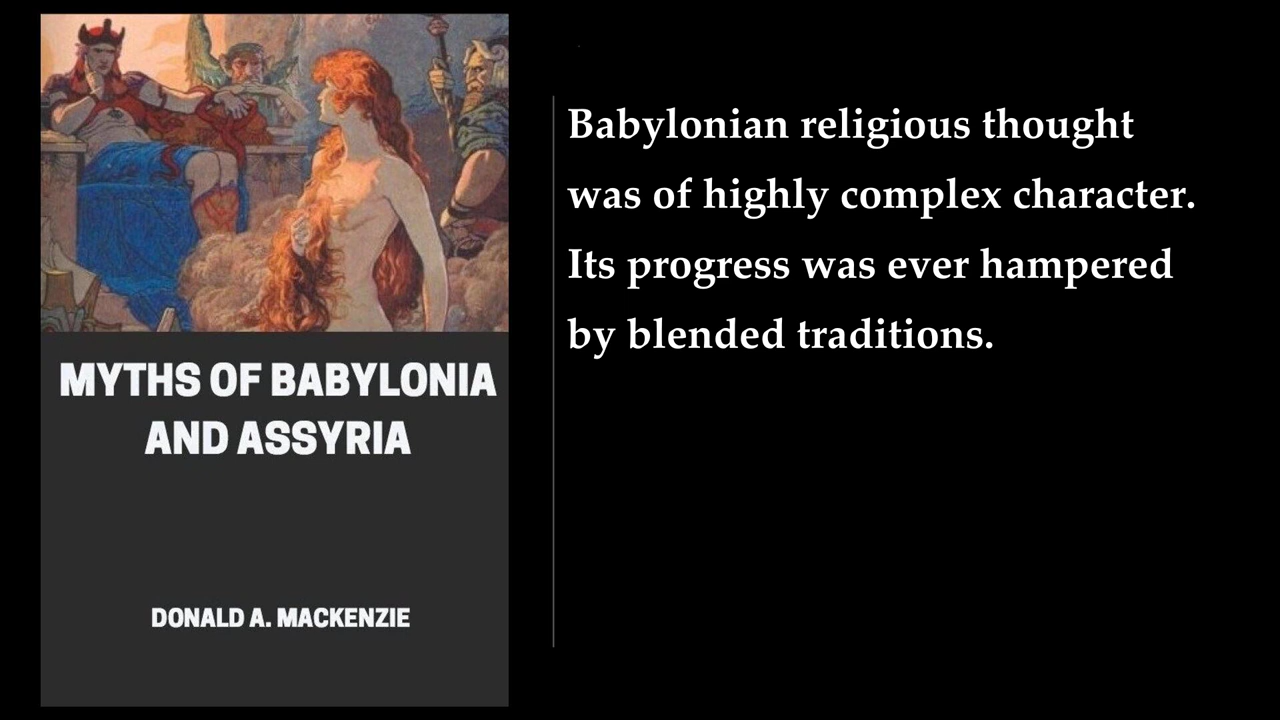 MYTHS OF BABYLONIA
AND ASSYRIA
DONALD A. MACKENZIE
Babylonian religious thought
was of highly complex character.
Its progress was ever hampered
by blended traditions.